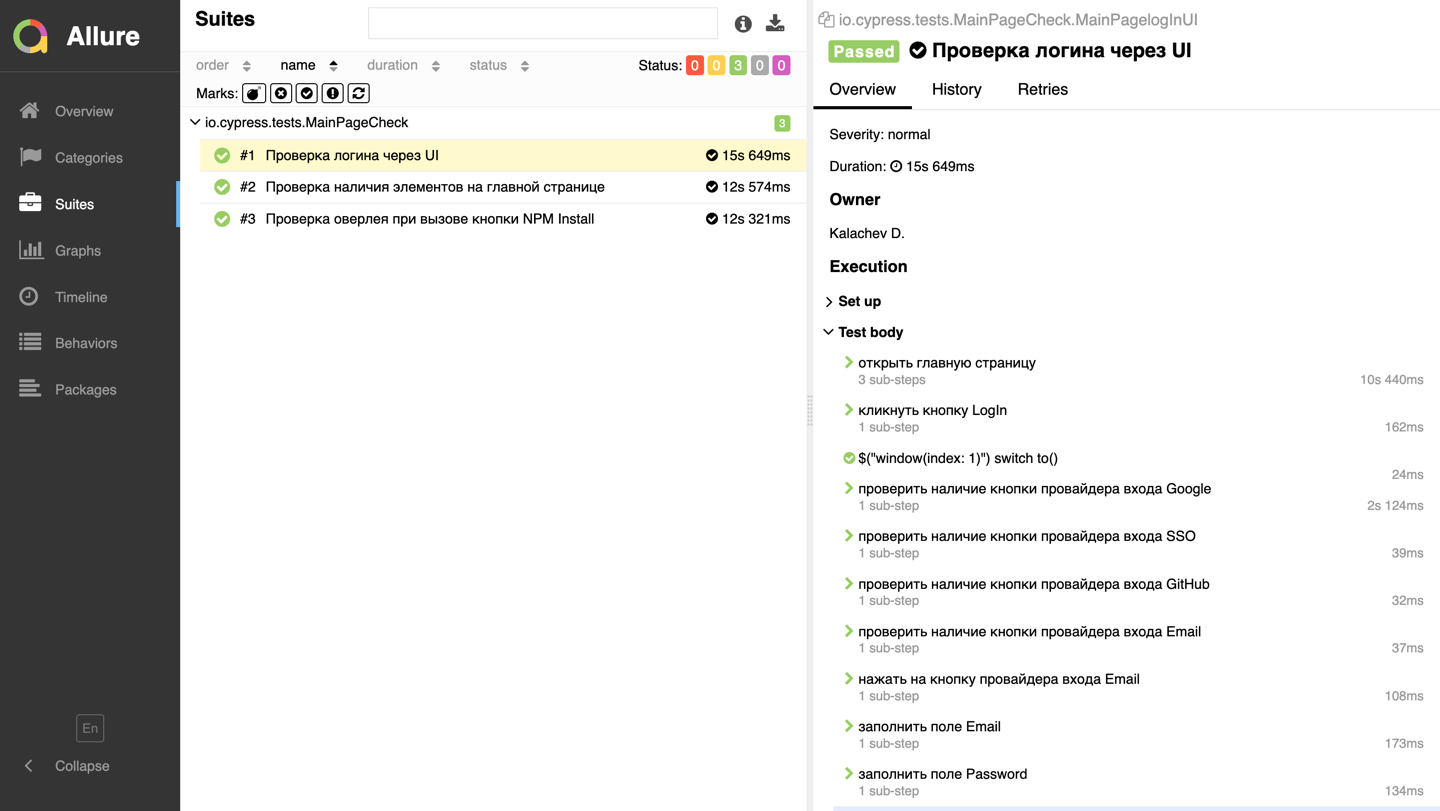 Allure
Overview
Categories
Suites
Graphs
Timeline
Behaviors
Packages
En
Collapse
Suites
order name duration status Status: 0 0 3 0 0
Marks:
io.cypress.tests.MainPageCheck 3
#1 Проверка логина через UI 15s 649ms
#2 Проверка наличия элементов на главной странице 12s 574ms
#3 Проверка оверлея при вызове кнопки NPM Install 12s 321ms
io.cypress.tests.MainPageCheck.MainPagelogInUI
Passed Проверка логина через UI
Overview History Retries
Severity: normal
Duration: 15s 649ms
Owner
Kalachev D.
Execution
Set up
Test body
открыть главную страницу
3 sub-steps 10s 440ms
кликнуть кнопку LogIn
1 sub-step 162ms
$("window(index: 1)") switch to()
24ms
проверить наличие кнопки провайдера входа Google
1 sub-step 2s 124ms
проверить наличие кнопки провайдера входа SSO
1 sub-step 39ms
проверить наличие кнопки провайдера входа GitHub
1 sub-step 32ms
проверить наличие кнопки провайдера входа Email
1 sub-step 37ms
нажать на кнопку провайдера входа Email
1 sub-step 108ms
заполнить поле Email
1 sub-step 173ms
заполнить поле Password
1 sub-step 134ms